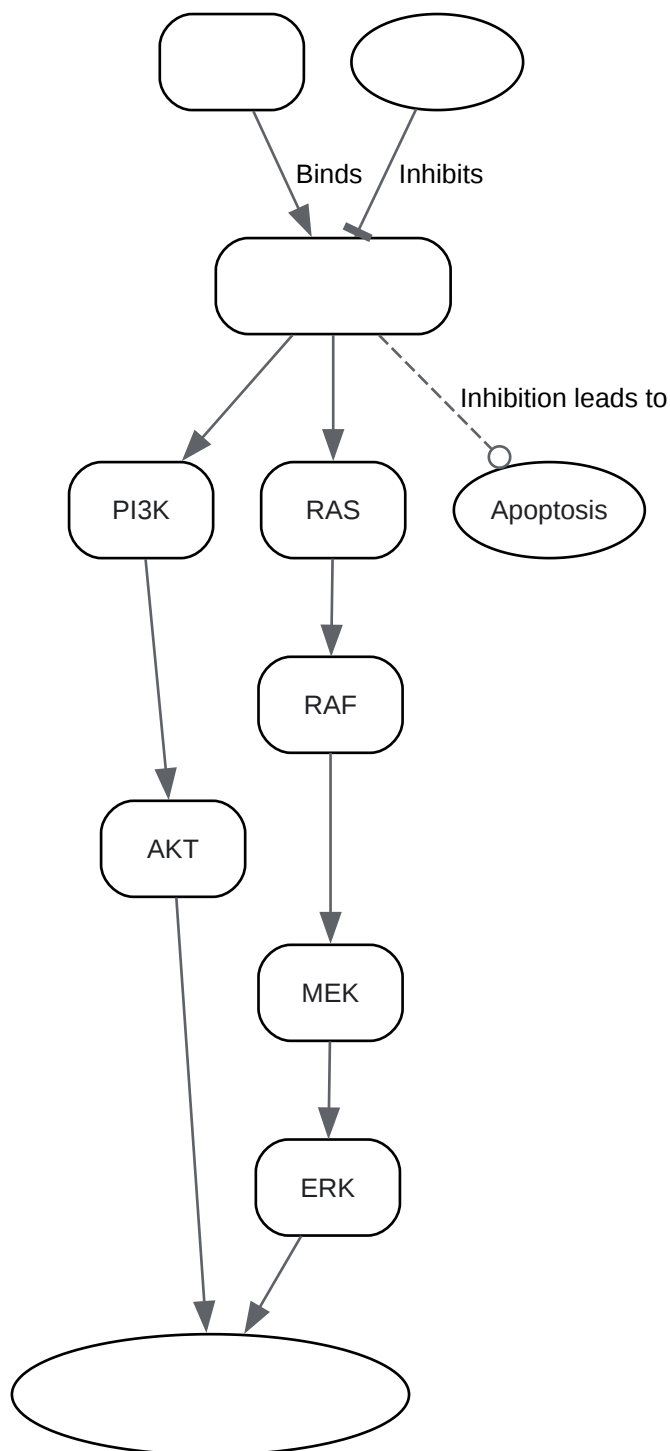 Binds
Inhibits
Inhibition leads to
PI3K
RAS
Apoptosis
RAF
AKT
MEK
ERK